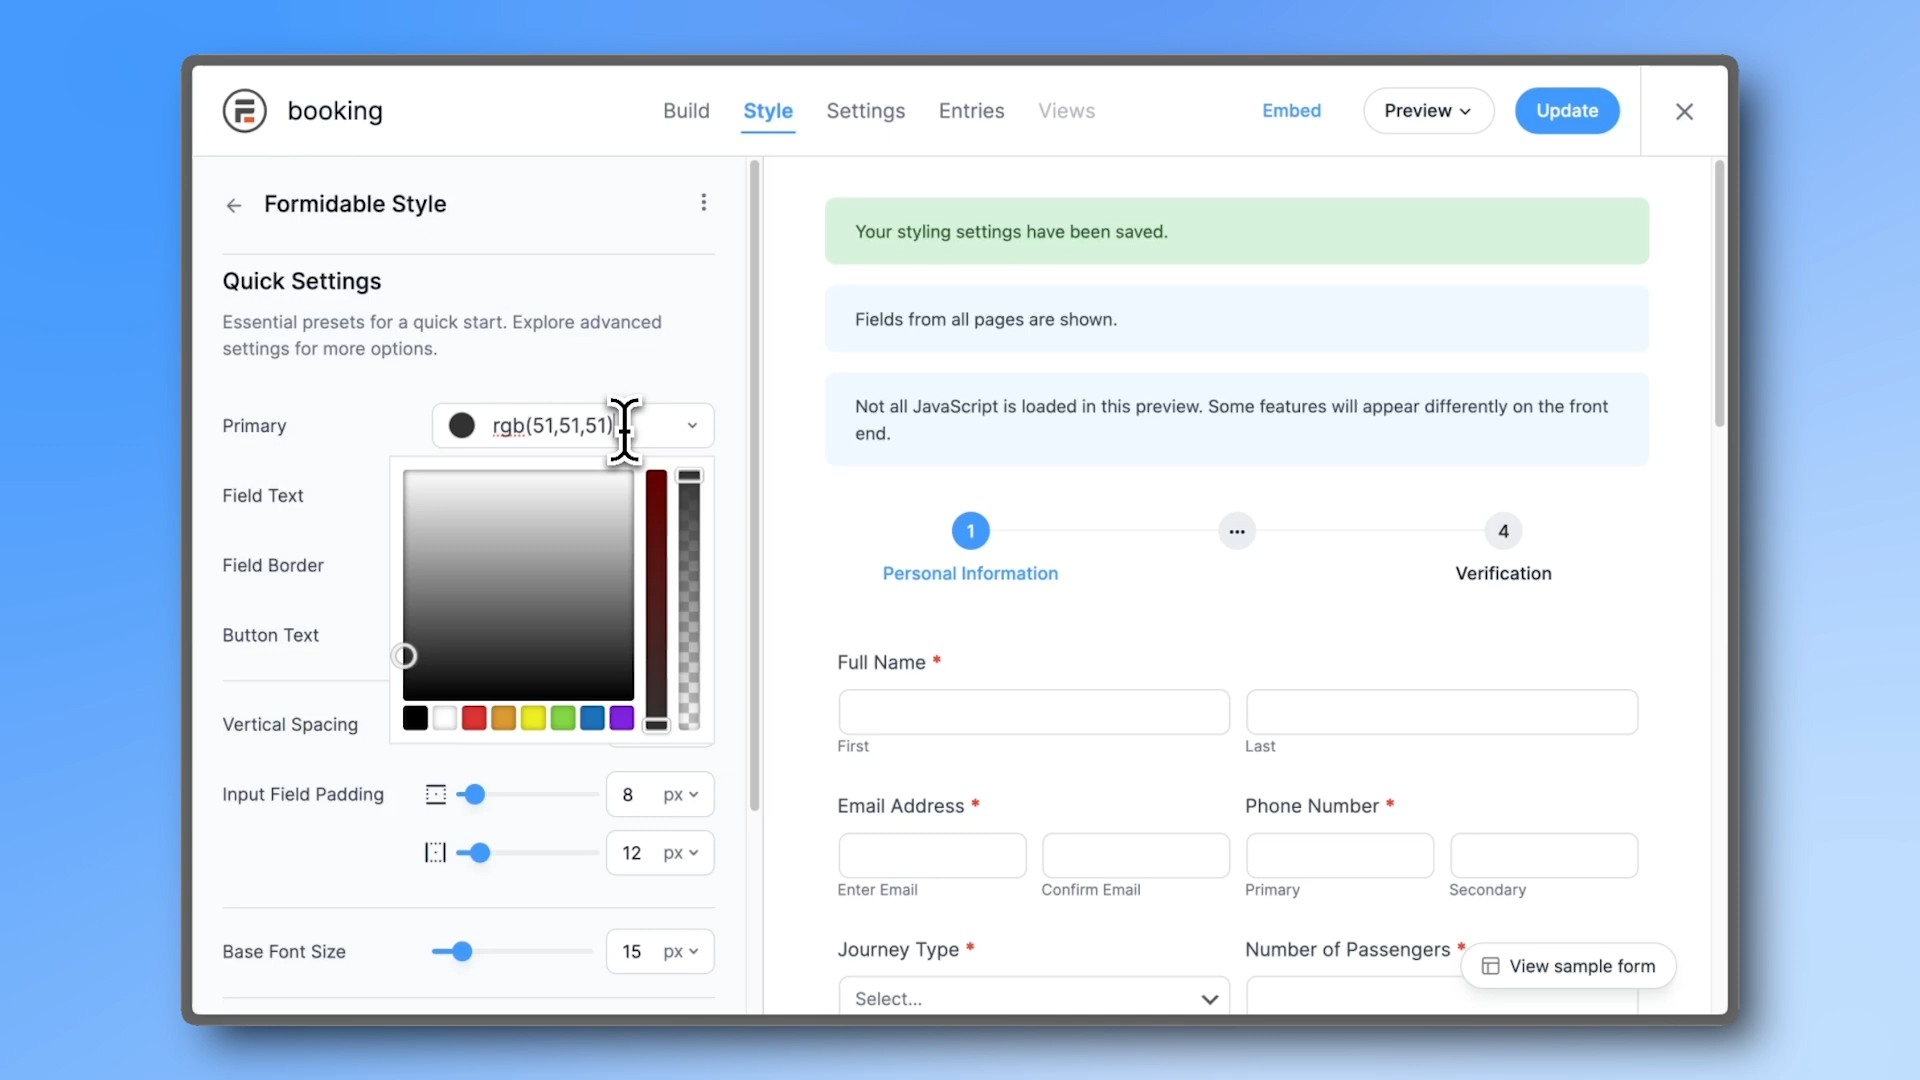 booking
Build
Style
Settings
Entries
Views
Embed
Preview
Update
Formidable Style
Quick Settings
Essential presets for a quick start. Explore advanced
settings for more options.
Primary
rgb(51,51,51)
Field Text
Field Border
Button Text
Vertical Spacing
Input Field Padding
8 px
12 px
Base Font Size
15 px
Your styling settings have been saved.
Fields from all pages are shown.
Not all JavaScript is loaded in this preview. Some features will appear differently on the front
end.
1
...
4
Personal Information
Verification
Full Name *
First
Last
Email Address *
Phone Number *
Enter Email
Confirm Email
Primary
Secondary
Journey Type *
Number of Passengers *
Select...
View sample form